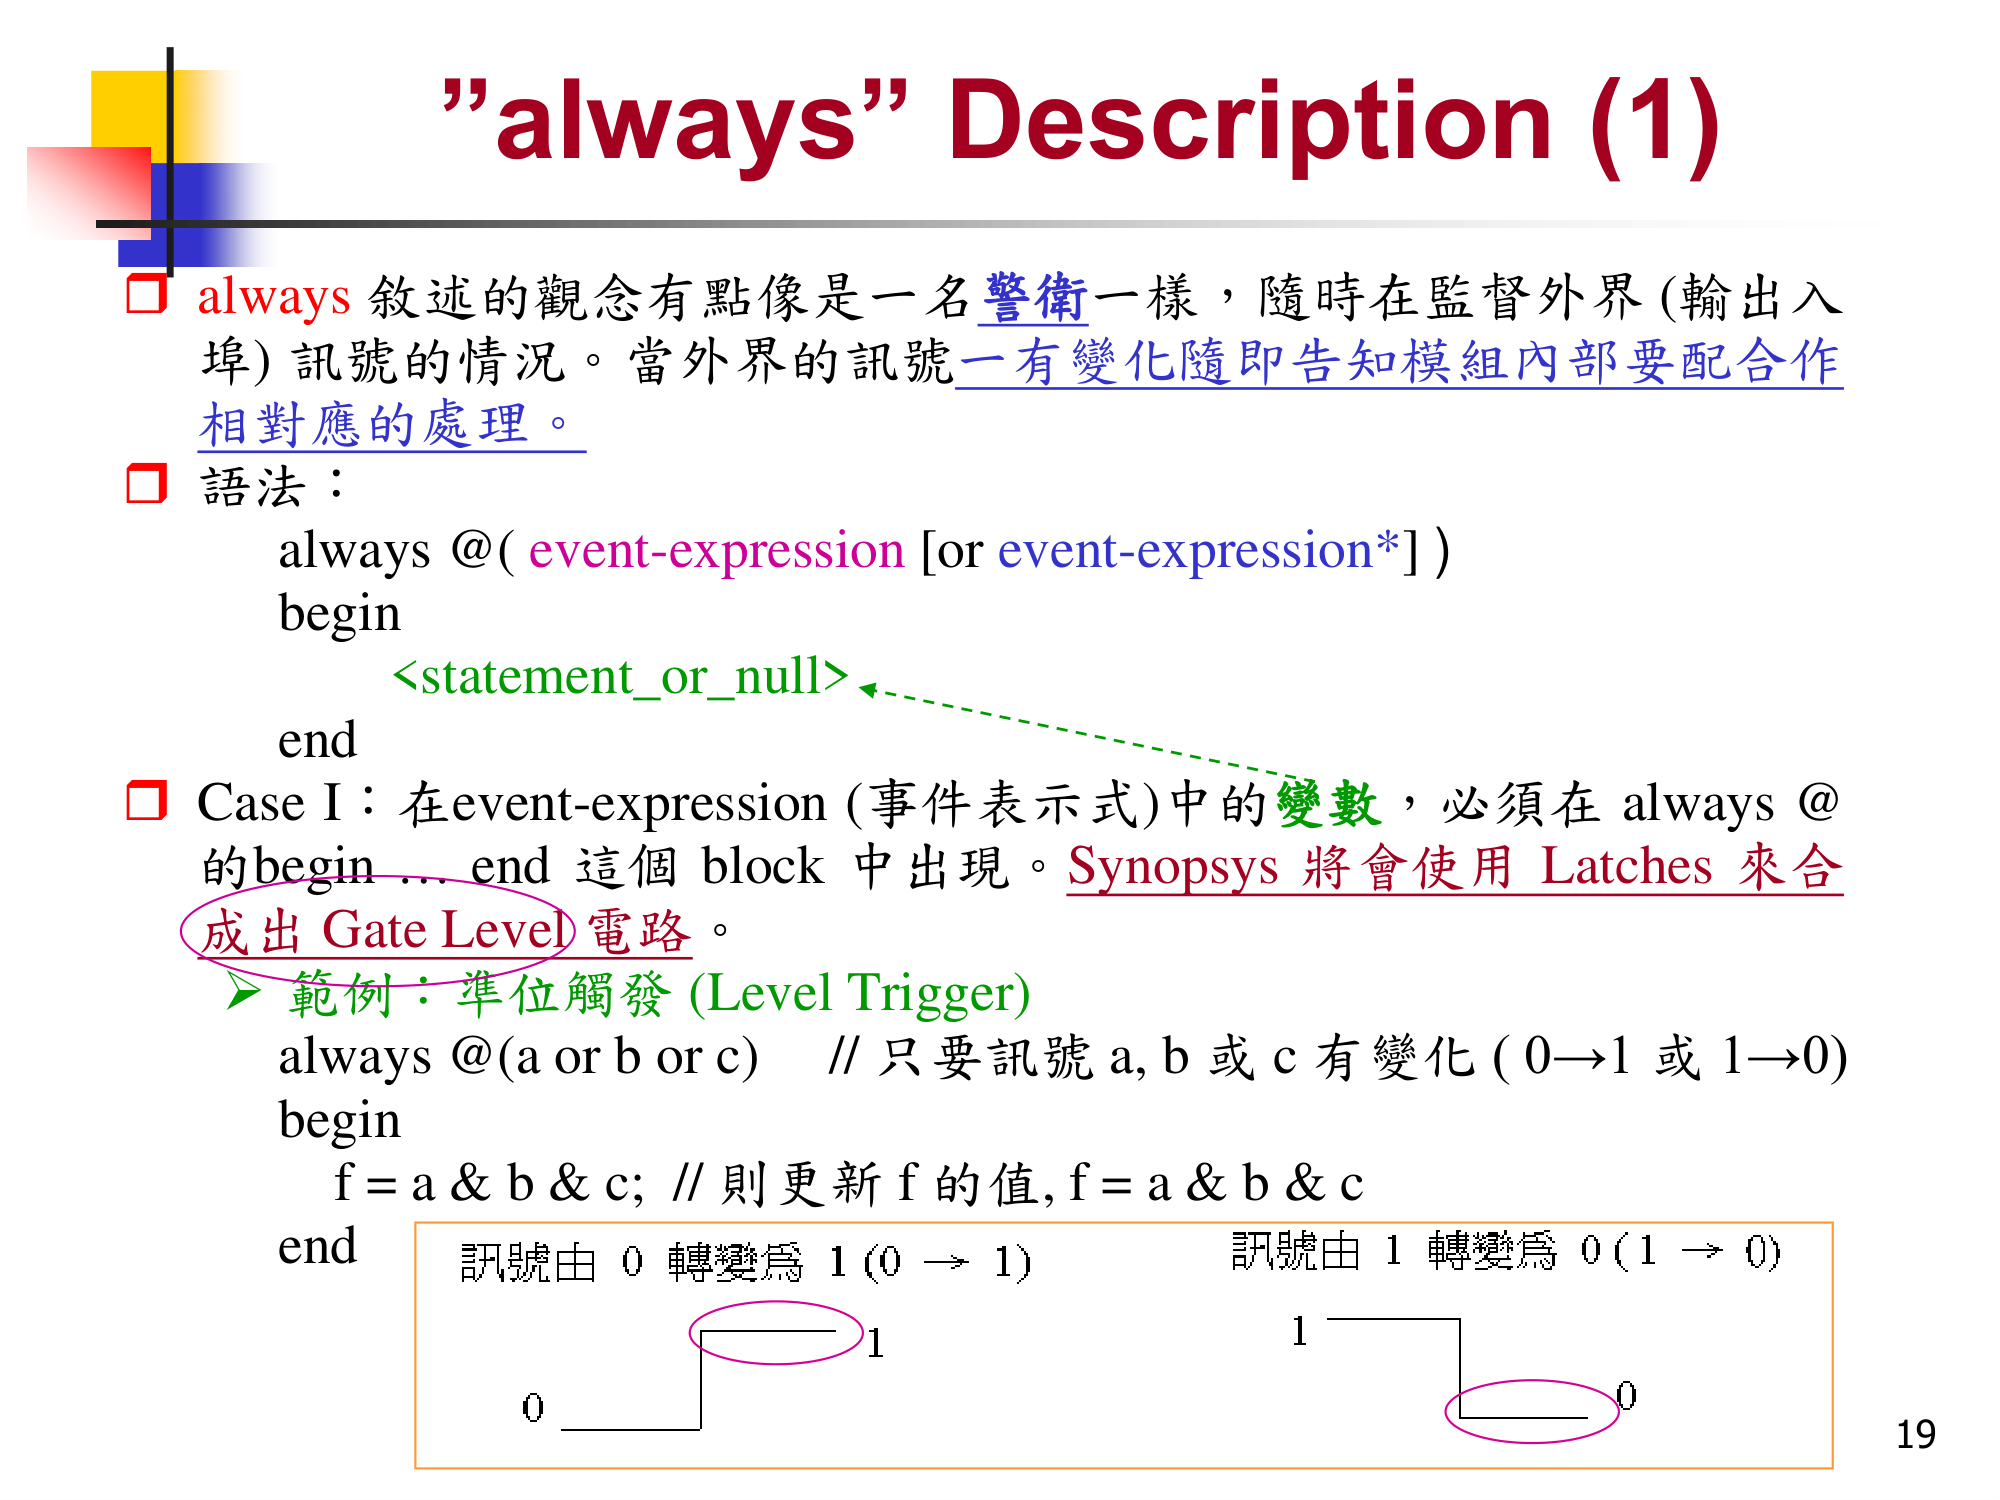 ”always” Description (1)
always 敘述的觀念有點像是一名警衛一樣，隨時在監督外界 (輸出入
埠) 訊號的情況。當外界的訊號一有變化隨即告知模組內部要配合作
相對應的處理。
語法：
always @( event-expression [or event-expression*] )
begin
<statement_or_null>
end
Case I：在event-expression (事件表示式)中的變數，必須在 always @
的begin … end 這個 block 中出現。Synopsys 將會使用 Latches 來合
成出 Gate Level 電路。
範例：準位觸發 (Level Trigger)
always @(a or b or c) // 只要訊號 a, b 或 c 有變化 ( 0→1 或 1→0)
begin
f = a & b & c; // 則更新 f 的值, f = a & b & c
end
訊號由 0 轉變為 1 (0 → 1)
0
1
訊號由 1 轉變為 0 (1 → 0)
1
0
19